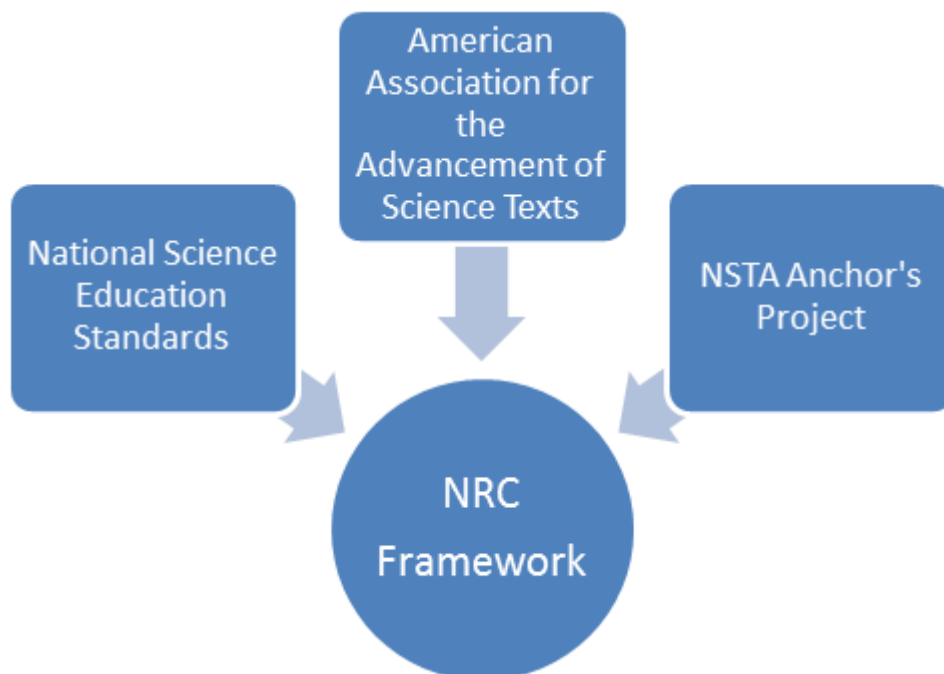 American
Association for
the
Advancement of
Science Texts
National Science
Education
Standards
NSTA Anchor's
Project
NRC
Framework